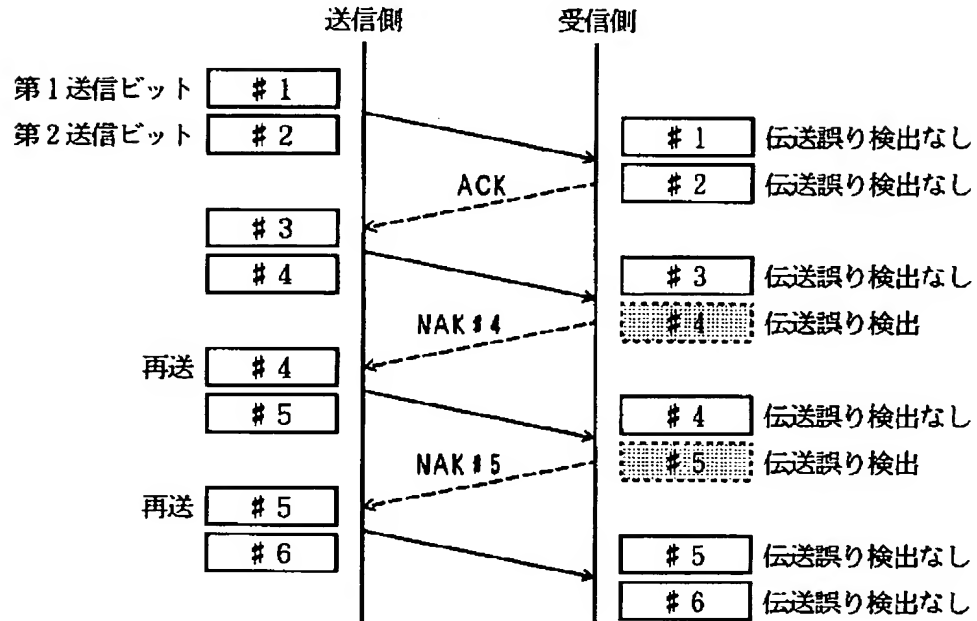 送信側 受信側
第1送信ビット #1
第2送信ビット #2
#1 伝送誤り検出なし
ACK #2 伝送誤り検出なし
#3
#4 #3 伝送誤り検出なし
NAK#4 #4 伝送誤り検出
再送 #4
#5 #4 伝送誤り検出なし
NAK#5 #5 伝送誤り検出
再送 #5
#6 #5 伝送誤り検出なし
#6 伝送誤り検出なし